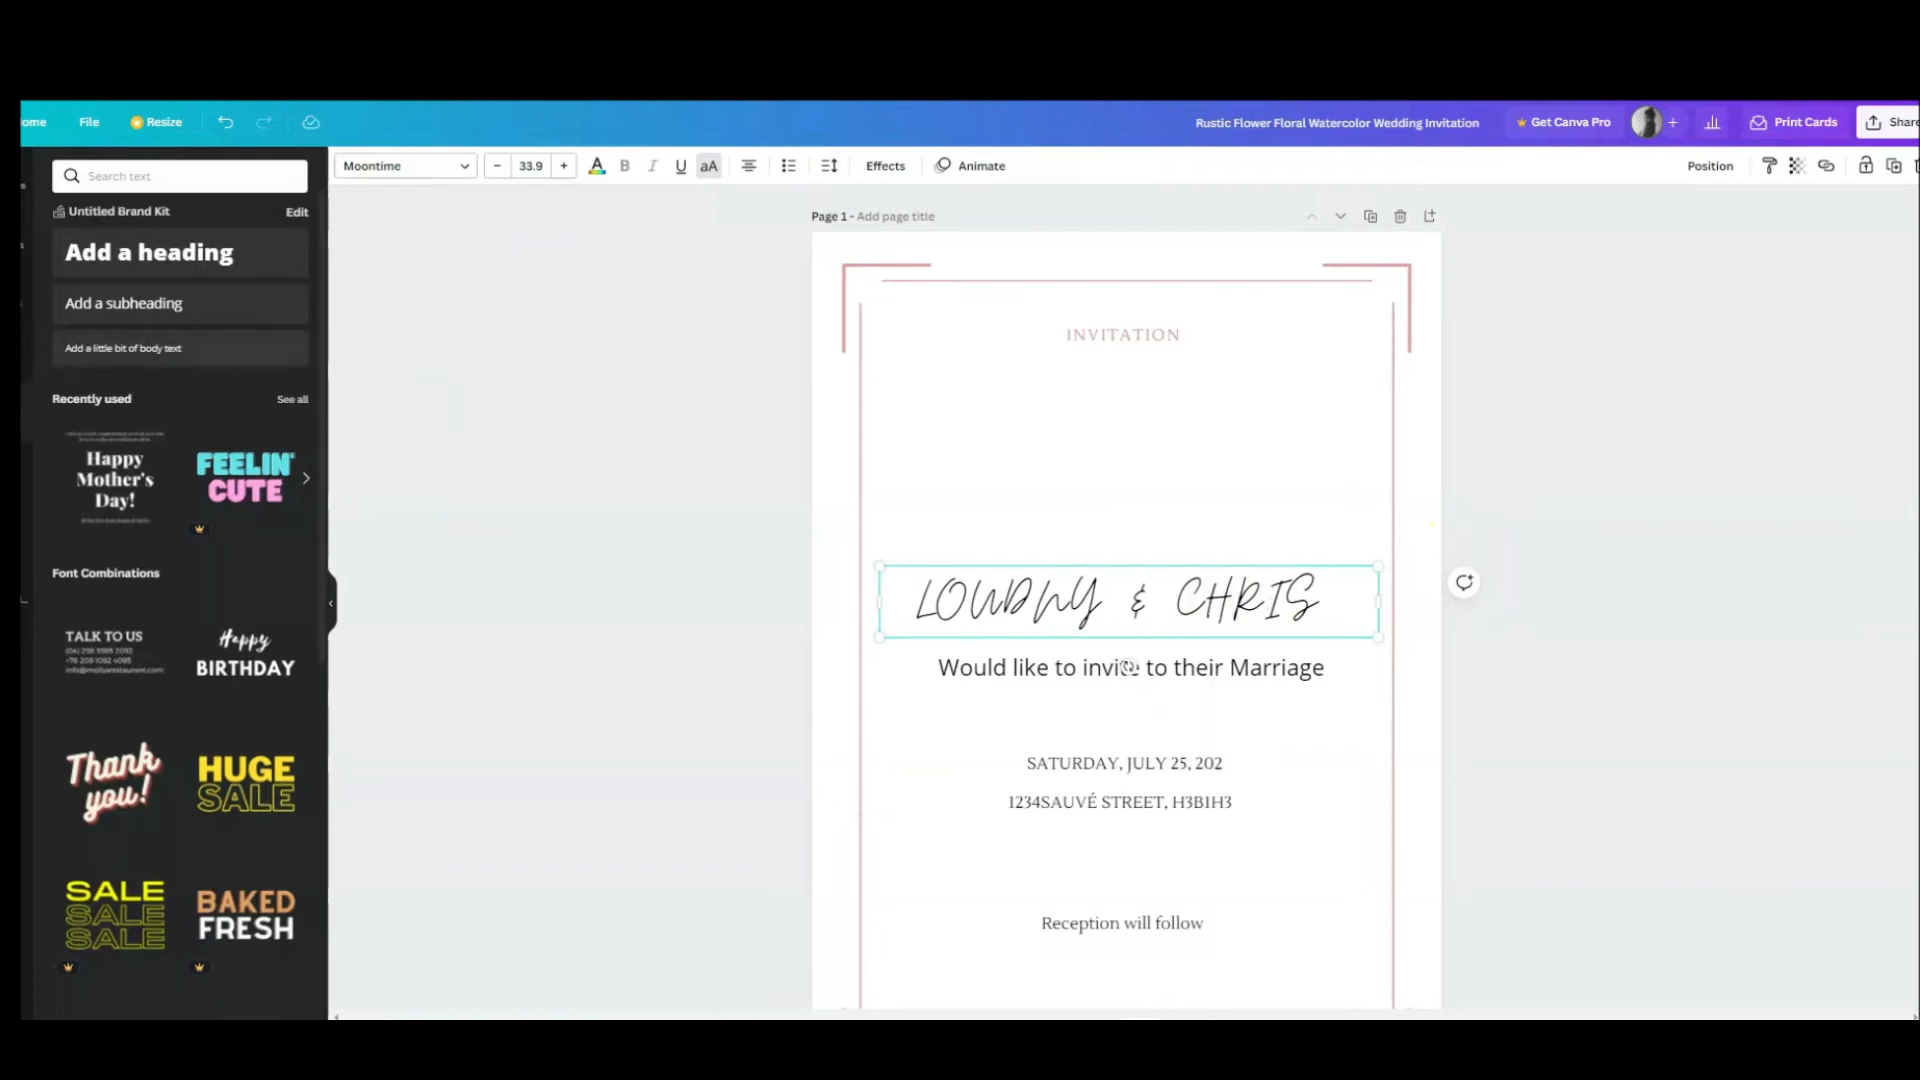 ome File Resize
Rustic Flower Floral Watercolor Wedding Invitation Get Canva Pro Print Cards Share
Search text
Moontime 33.9 A B I U aA Effects Animate Position
Untitled Brand Kit Edit
Page 1 - Add page title
Add a heading
Add a subheading
Add a little bit of body text
Recently used See all
Happy
Mother's
Day!
FEELIN'
CUTE
Font Combinations
TALK TO US
Happy
BIRTHDAY
Thank
you!
HUGE
SALE
SALE
SALE
SALE
BAKED
FRESH
INVITATION
LOUDNY & CHRIS
Would like to invite to their Marriage
SATURDAY, JULY 25, 202
1234SAUVÉ STREET, H3B1H3
Reception will follow